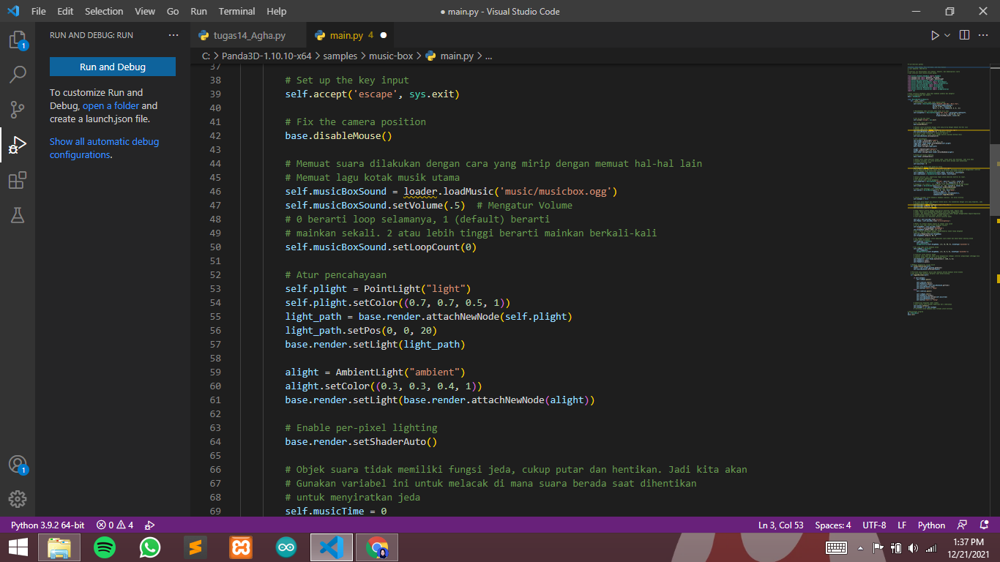 File Edit Selection View Go Run Terminal Help
● main.py - Visual Studio Code
RUN AND DEBUG: RUN ...
tugas14_Agha.py
main.py 4
C: > Panda3D-1.10.10-x64 > samples > music-box > main.py > ...
1
Run and Debug
To customize Run and
Debug, open a folder and
create a launch.json file.
Show all automatic debug
configurations.
37
38 # Set up the key input
39 self.accept('escape', sys.exit)
40
41 # Fix the camera position
42 base.disableMouse()
43
44 # Memuat suara dilakukan dengan cara yang mirip dengan memuat hal-hal lain
45 # Memuat lagu kotak musik utama
46 self.musicBoxSound = loader.loadMusic('music/musicbox.ogg')
47 self.musicBoxSound.setVolume(.5)  # Mengatur Volume
48 # 0 berarti loop selamanya, 1 (default) berarti
49 # mainkan sekali. 2 atau lebih tinggi berarti mainkan berkali-kali
50 self.musicBoxSound.setLoopCount(0)
51
52 # Atur pencahayaan
53 self.plight = PointLight("light")
54 self.plight.setColor((0.7, 0.7, 0.5, 1))
55 light_path = base.render.attachNewNode(self.plight)
56 light_path.setPos(0, 0, 20)
57 base.render.setLight(light_path)
58
59 alight = AmbientLight("ambient")
60 alight.setColor((0.3, 0.3, 0.4, 1))
61 base.render.setLight(base.render.attachNewNode(alight))
62
63 # Enable per-pixel lighting
64 base.render.setShaderAuto()
65
66 # Objek suara tidak memiliki fungsi jeda, cukup putar dan hentikan. Jadi kita akan
67 # Gunakan variabel ini untuk melacak di mana suara berada saat dihentikan
68 # untuk menyiratkan jeda
69 self.musicTime = 0
1
Python 3.9.2 64-bit 0 4
Ln 3, Col 53 Spaces: 4 UTF-8 LF Python
1:37 PM
12/21/2021